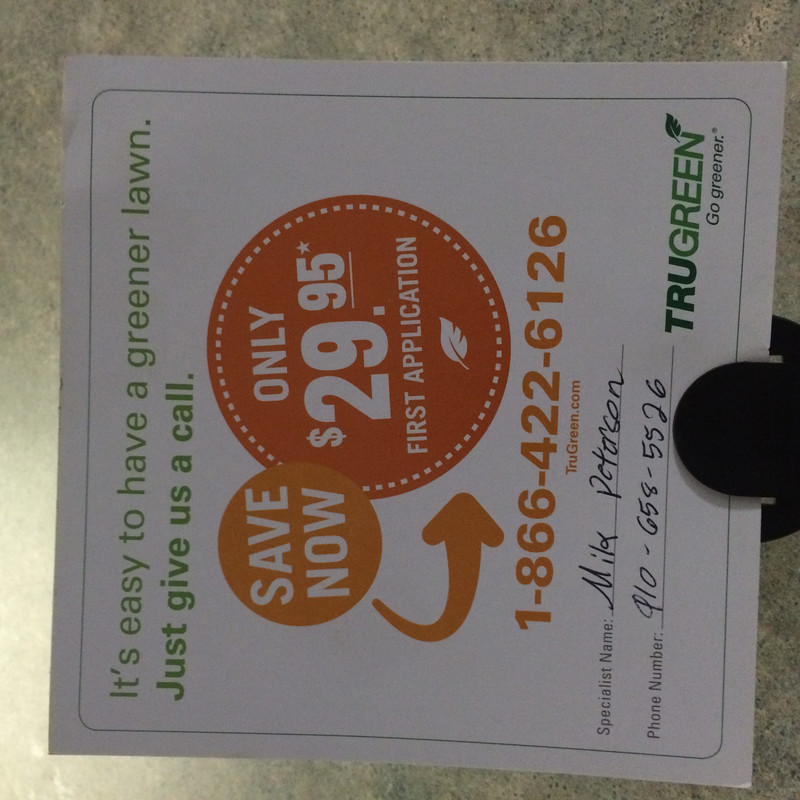 It's easy to have a greener lawn.
Just give us a call.
SAVE
NOW
ONLY
$29.95*
FIRST APPLICATION
1-866-422-6126
TruGreen.com
Specialist Name: Mike Peterson
Phone Number: 910-658-5526
TRUGREEN
Go greener.®